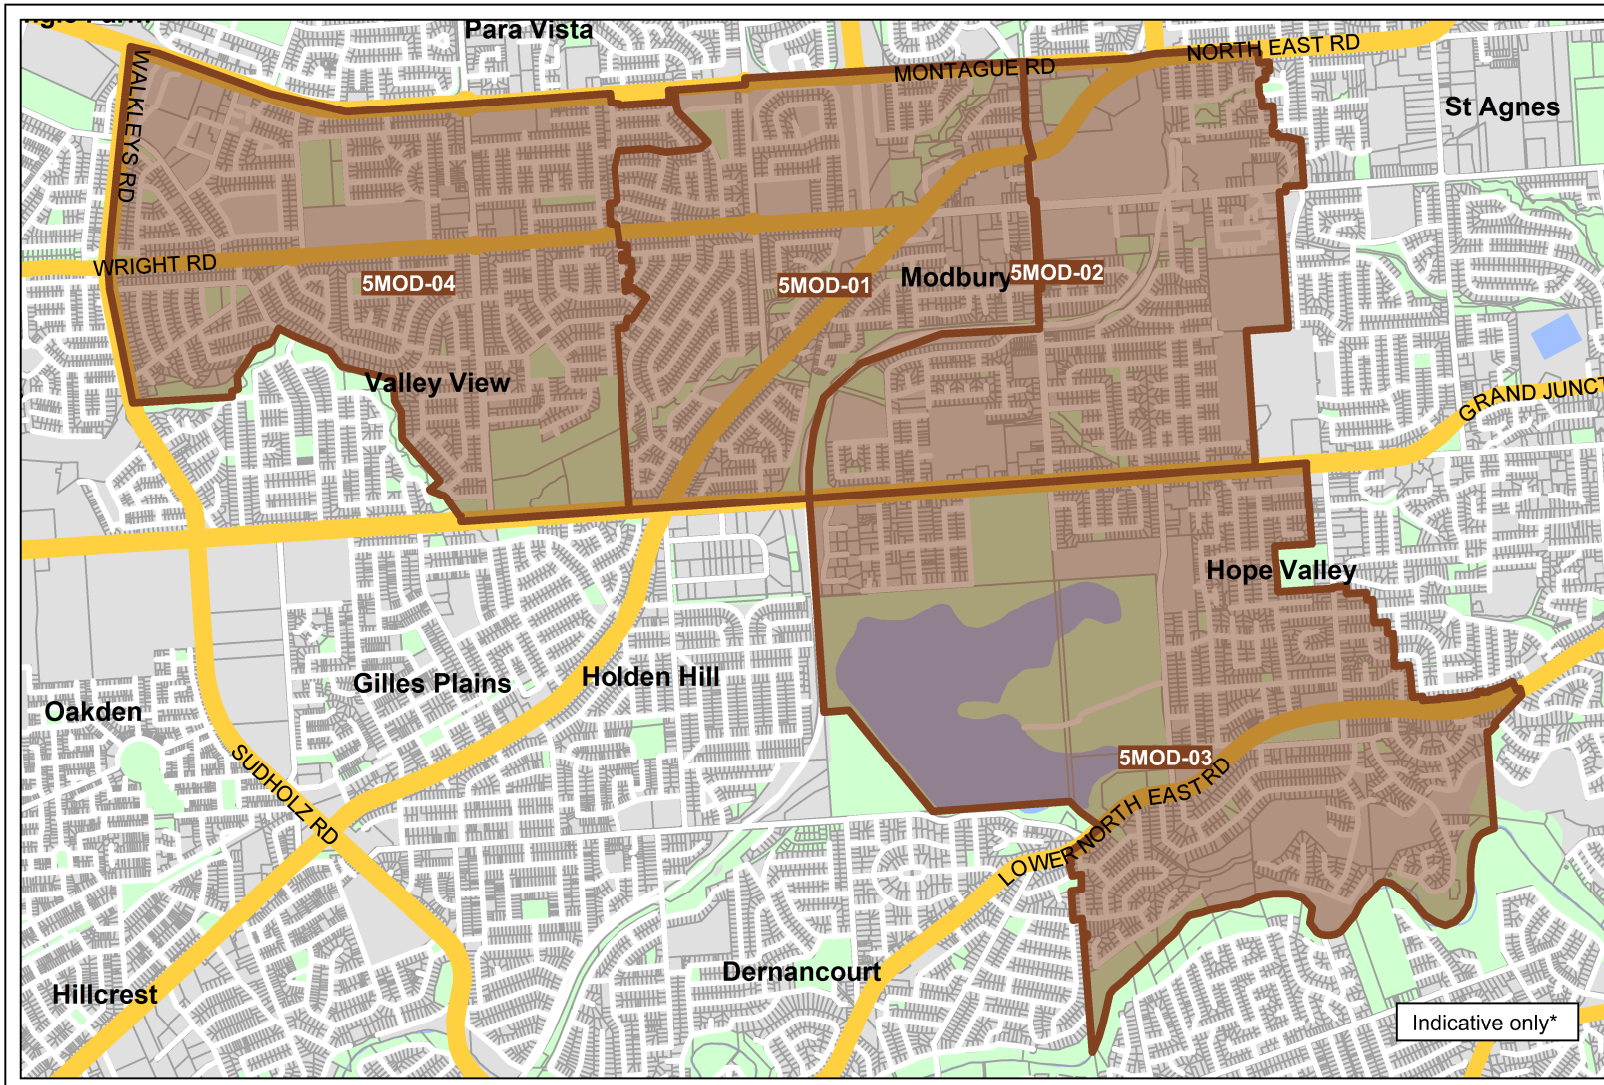 Para Vista
NORTH EAST RD
MONTAGUE RD
WALKLEYS RD
St Agnes
WRIGHT RD
5MOD-04
5MOD-01
Modbury
5MOD-02
Valley View
GRAND JUNCT
Hope Valley
Holden Hill
Gilles Plains
Oakden
5MOD-03
SUDHOLZ RD
LOWER NORTH EAST RD
Dernancourt
Hillcrest
Indicative only*